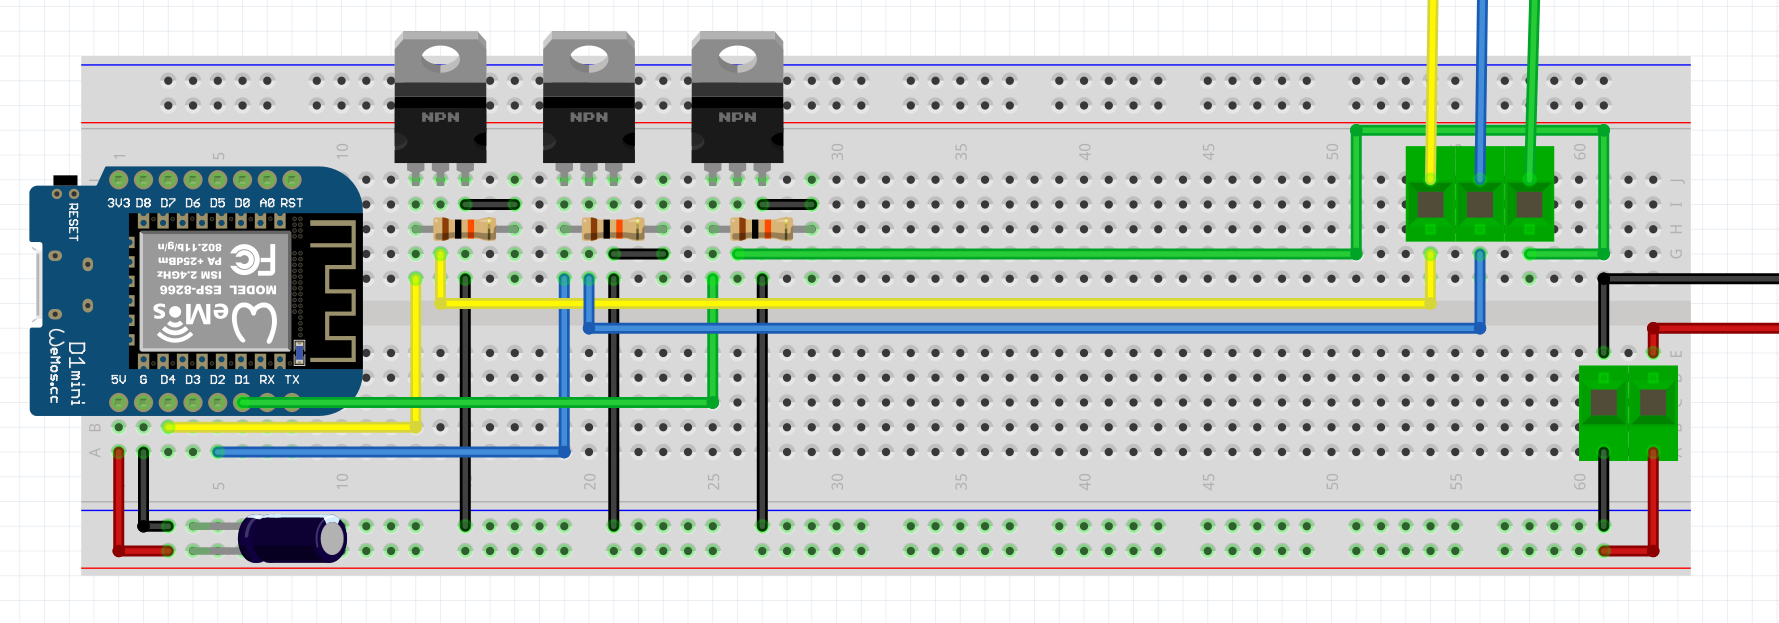 NPN NPN NPN
1 5 10 30 35 40 45 50 60
J
I
H
G
3V3 D8 D7 D6 D5 D0 A0 RST
RESET
802.11b/g/n
PA +25dBm
ISM 2.4GHz
FC
MODEL ESP-8266
WeMos
D1mini
WeMos.cc
5V G D4 D3 D2 D1 RX TX
E
B
A
5 10 20 25 30 35 40 45 50 55 60